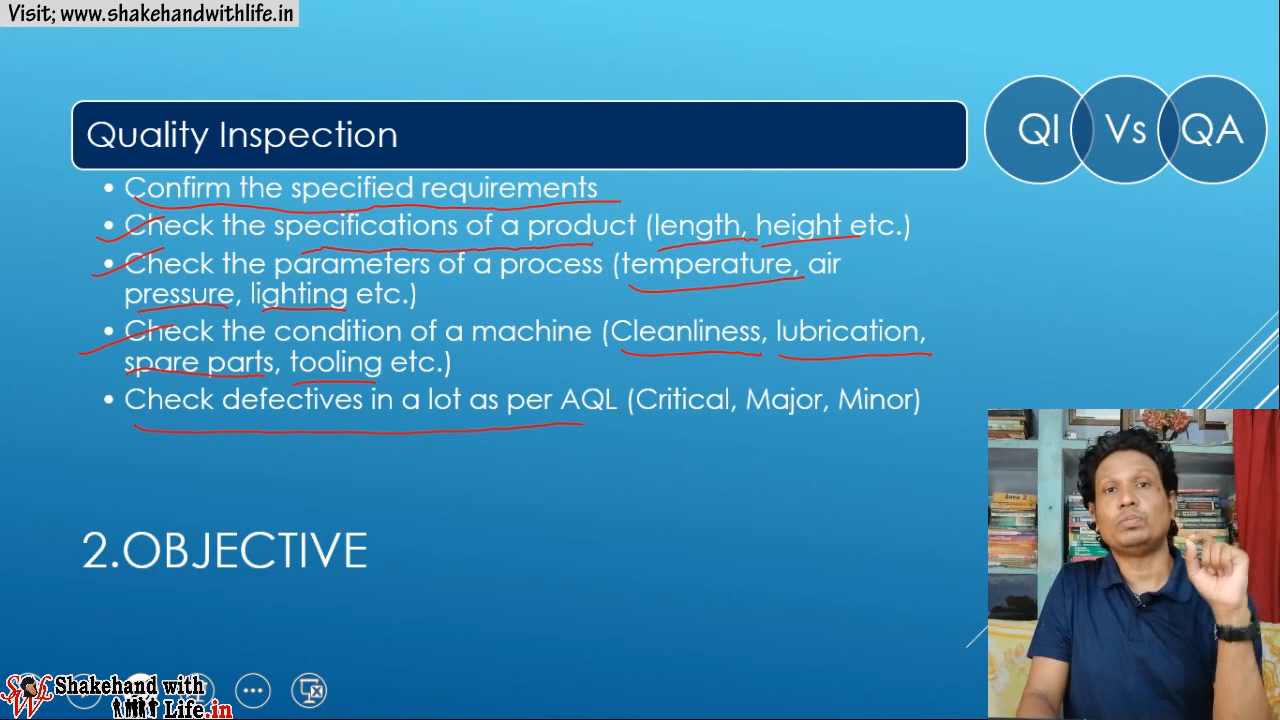 Visit; www.shakehandwithlife.in
QI Vs QA
Quality Inspection
• Confirm the specified requirements
• Check the specifications of a product (length, height etc.)
• Check the parameters of a process (temperature, air
pressure, lighting etc.)
• Check the condition of a machine (Cleanliness, lubrication,
spare parts, tooling etc.)
• Check defectives in a lot as per AQL (Critical, Major, Minor)
2.OBJECTIVE
Java 2
Shakehand with
Life.in